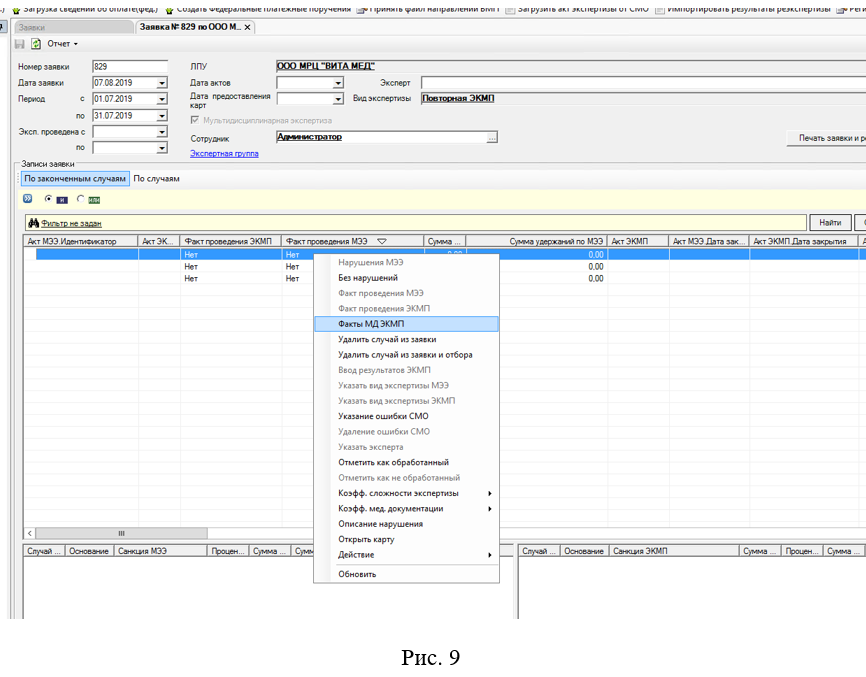 Загрузка сведений об оплате(фед.) Создать Федеральные платежные поручения Принять файл направлений ВМП Загрузить акт экспертизы от СМО Импортировать результаты реэкспертизы
Заявки Заявка № 829 по ООО М...
Отчет
Номер заявки 829 ЛПУ ООО МРЦ "ВИТА МЕД"
Дата заявки 07.08.2019 Дата актов Эксперт
Период с 01.07.2019 Дата предоставления карт Вид экспертизы Повторная ЭКМП
по 31.07.2019
Мультидисциплинарная экспертиза
Эксп. проведена с Сотрудник Администратор ...
по Экспертная группа Печать заявки и
Записи заявки
По законченным случаям По случаям
и или
Фильтр не задан Найти
Акт МЭЭ.Идентификатор Акт ЭК... Факт проведения ЭКМП Факт проведения МЭЭ Сумма ... Сумма удержаний по МЭЭ Акт ЭКМП Акт МЭЭ.Дата зак... Акт ЭКМП.Дата закрытия
Нет Нет 0,00 0,00
Нет Нет 0,00
Нет Нет 0,00
Нарушения МЭЭ
Без нарушений
Факт проведения МЭЭ
Факт проведения ЭКМП
Факты МД ЭКМП
Удалить случай из заявки
Удалить случай из заявки и отбора
Ввод результатов ЭКМП
Указать вид экспертизы МЭЭ
Указать вид экспертизы ЭКМП
Указание ошибки СМО
Удаление ошибки СМО
Указать эксперта
Отметить как обработанный
Отметить как не обработанный
Коэфф. сложности экспертизы
Коэфф. мед. документации
Описание нарушения
Открыть карту
Действие
Обновить
Случай ... Основание Санкция МЭЭ Процен... Сумма ... Сумм Случай ... Основание Санкция ЭКМП Сумма ... Процен... Сумма ...
Рис. 9